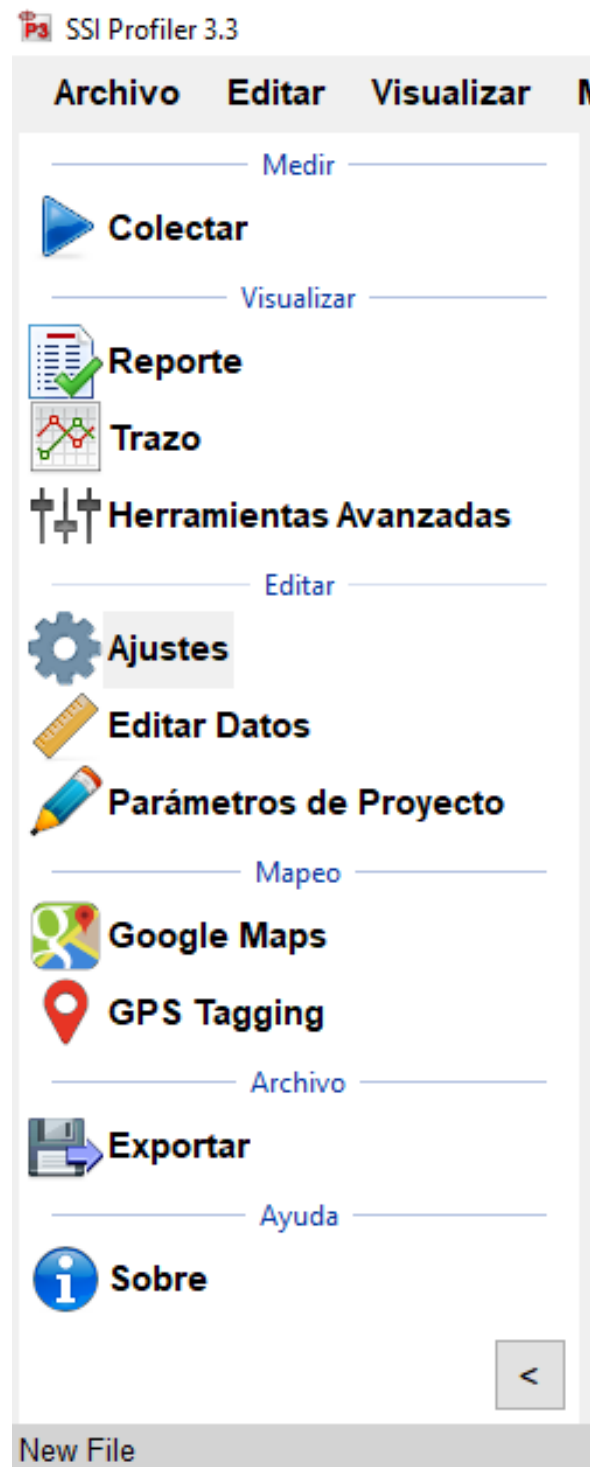 P3 SSI Profiler 3.3
Archivo Editar Visualizar
Medir
Colectar
Visualizar
Reporte
Trazo
Herramientas Avanzadas
Editar
Ajustes
Editar Datos
Parámetros de Proyecto
Mapeo
g Google Maps
GPS Tagging
Archivo
Exportar
Ayuda
i Sobre
<
New File